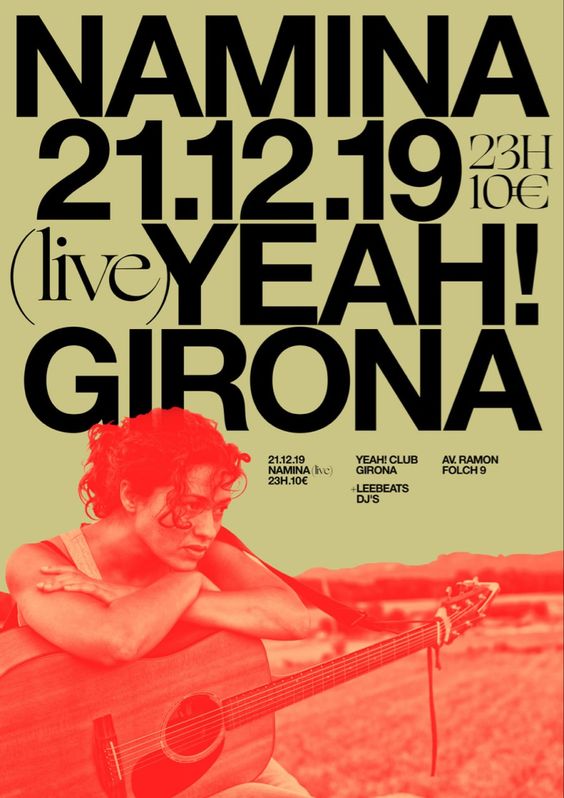 NAMINA
21.12.19
23H
10€
(live) YEAH!
GIRONA
21.12.19
NAMINA (live)
23H.10€
YEAH! CLUB
GIRONA
+LEEBEATS
DJ'S
AV. RAMON
FOLCH 9